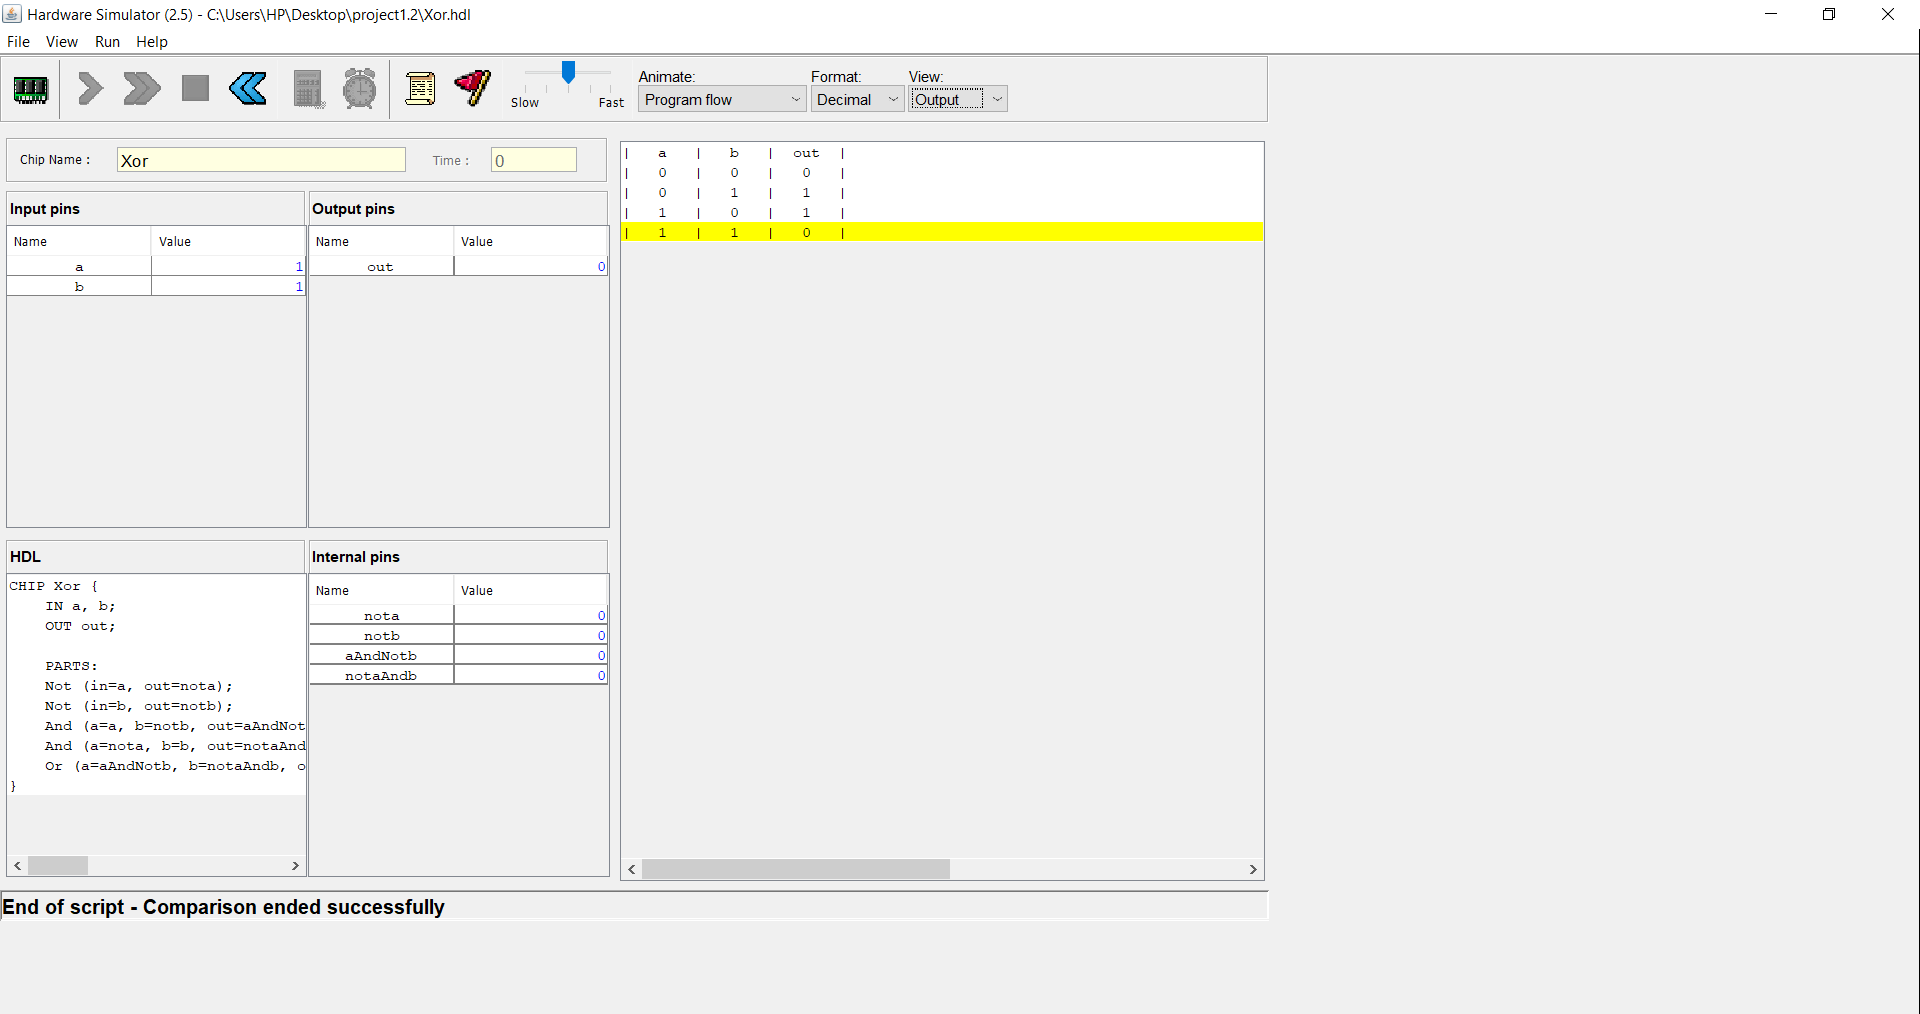 Hardware Simulator (2.5) - C:\Users\HP\Desktop\project1.2\Xor.hdl
File View Run Help
Slow Fast
Animate: Format: View:
Program flow Decimal Output
Chip Name : Xor Time : 0
Input pins
Name Value
a 1
b 1
Output pins
Name Value
out 0
HDL
CHIP Xor {
IN a, b;
OUT out;
PARTS:
Not (in=a, out=nota);
Not (in=b, out=notb);
And (a=a, b=notb, out=aAndNot
And (a=nota, b=b, out=notaAnd
Or (a=aAndNotb, b=notaAndb, o
}
Internal pins
Name Value
nota 0
notb 0
aAndNotb 0
notaAndb 0
| a | b | out |
| 0 | 0 | 0 |
| 0 | 1 | 1 |
| 1 | 0 | 1 |
| 1 | 1 | 0 |
End of script - Comparison ended successfully